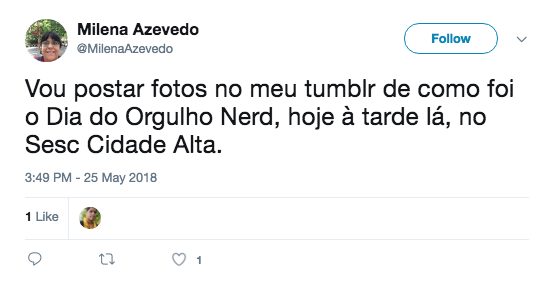 Milena Azevedo
@MilenaAzevedo
Follow
Vou postar fotos no meu tumblr de como foi
o Dia do Orgulho Nerd, hoje à tarde lá, no
Sesc Cidade Alta.
3:49 PM - 25 May 2018
1 Like
1